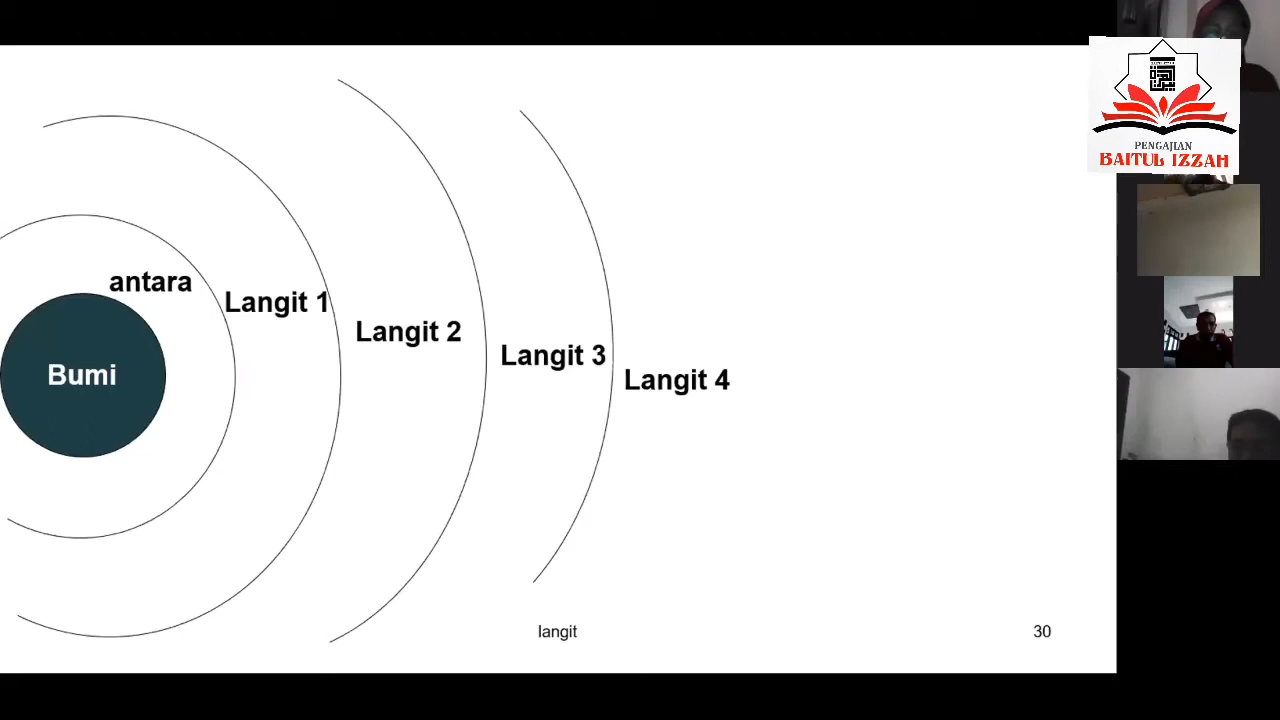 antara
Langit 1
Langit 2
Langit 3
Bumi
Langit 4
langit
30
PENGAJIAN
BAITUL IZZAH